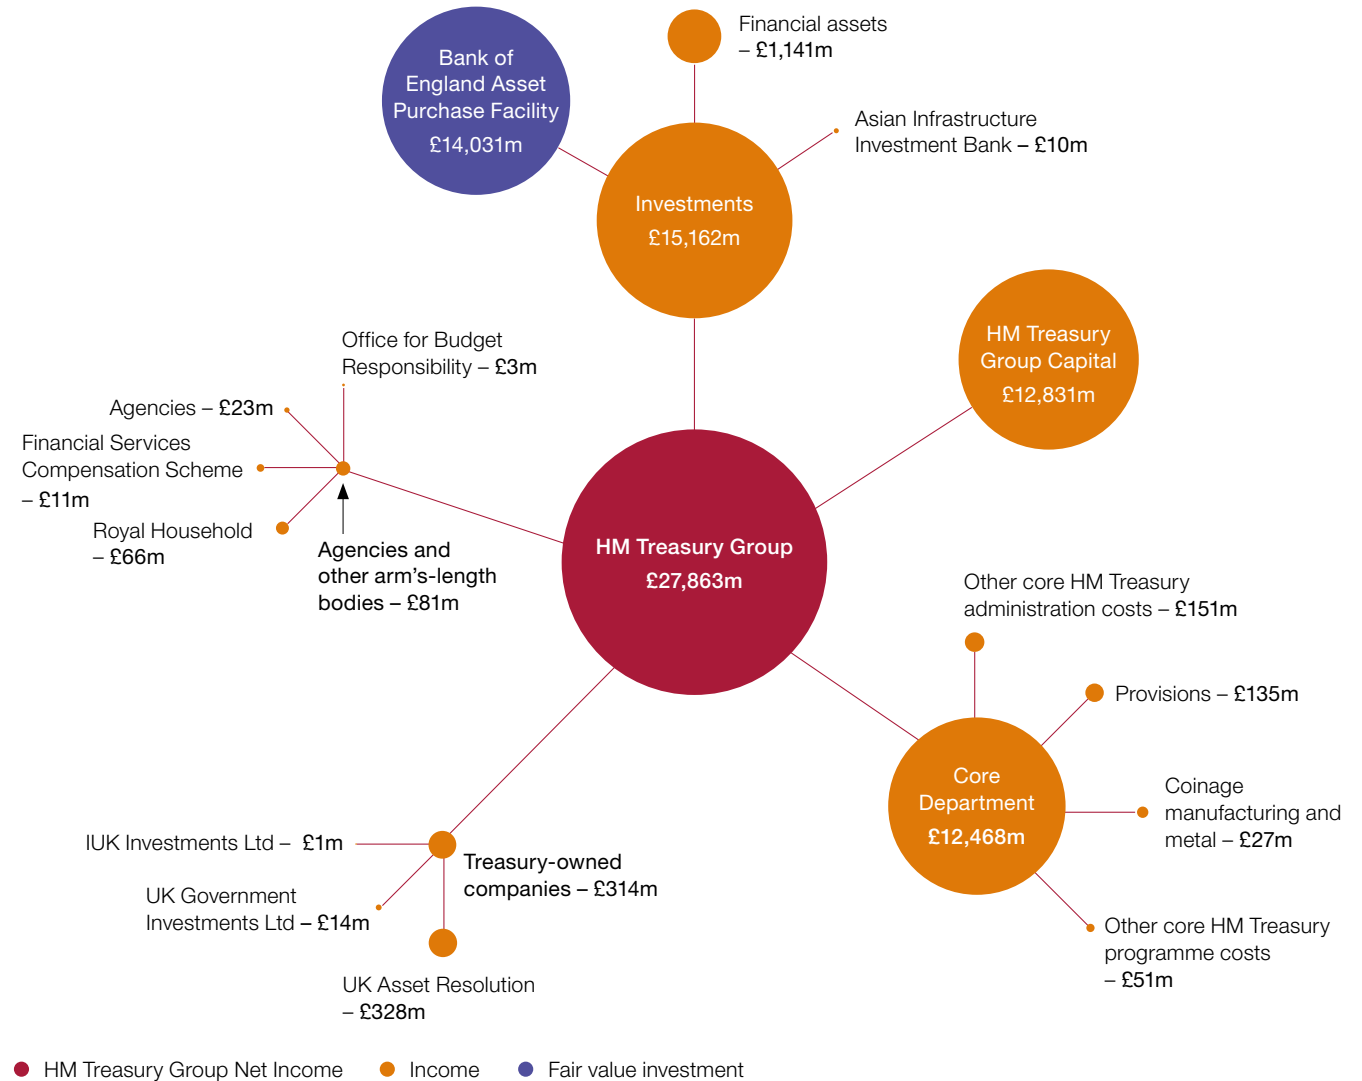 Financial assets
– £1,141m
Bank of
England Asset
Purchase Facility
£14,031m
Asian Infrastructure
Investment Bank – £10m
Investments
£15,162m
HM Treasury
Group Capital
£12,831m
Office for Budget
Responsibility – £3m
Agencies – £23m
Financial Services
Compensation Scheme
– £11m
Royal Household
– £66m
Agencies and
other arm’s-length
bodies – £81m
HM Treasury Group
£27,863m
Other core HM Treasury
administration costs – £151m
Provisions – £135m
Core
Department
£12,468m
Coinage
manufacturing and
metal – £27m
Other core HM Treasury
programme costs
– £51m
IUK Investments Ltd – £1m
Treasury-owned
companies – £314m
UK Government
Investments Ltd – £14m
UK Asset Resolution
– £328m
HM Treasury Group Net Income
Income
Fair value investment